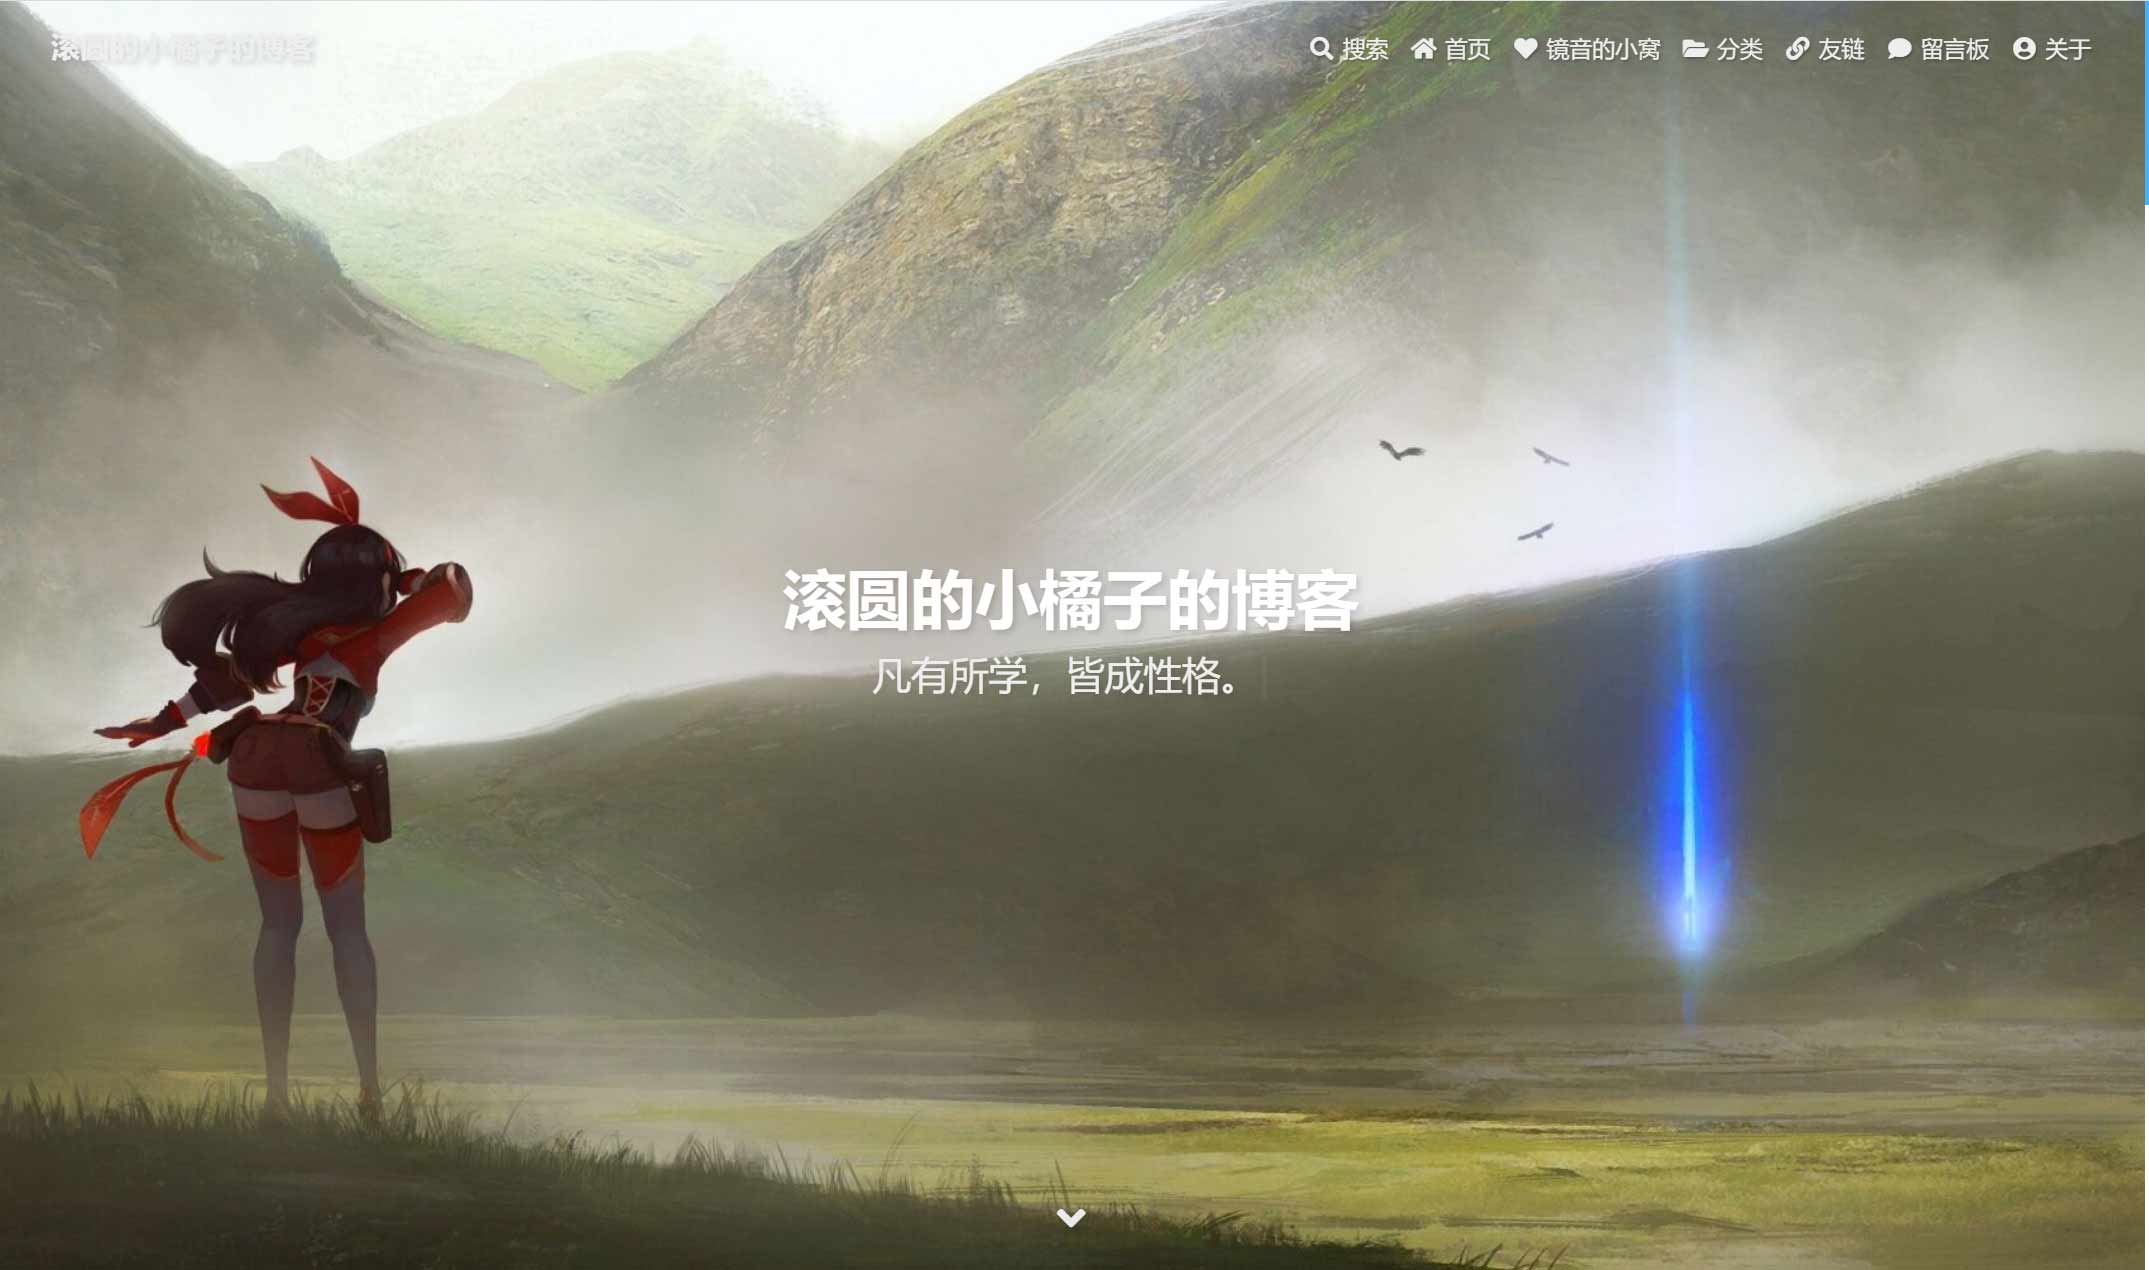 滚圆的小橘子的博客
搜索 首页 镜音的小窝 分类 友链 留言板 关于
滚圆的小橘子的博客
凡有所学，皆成性格。